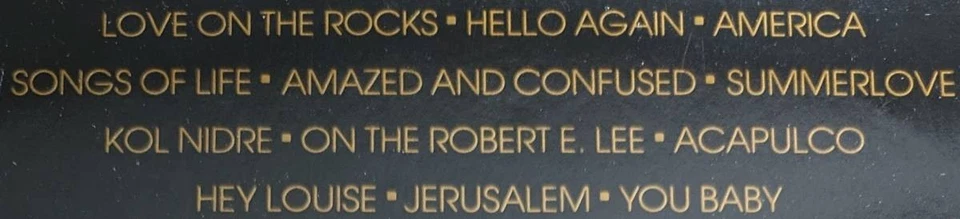 LOVE ON THE ROCKS ▪ HELLO AGAIN ▪ AMERICA
SONGS OF LIFE ▪ AMAZED AND CONFUSED ▪ SUMMERLOVE
KOL NIDRE ▪ ON THE ROBERT E. LEE ▪ ACAPULCO
HEY LOUISE ▪ JERUSALEM ▪ YOU BABY